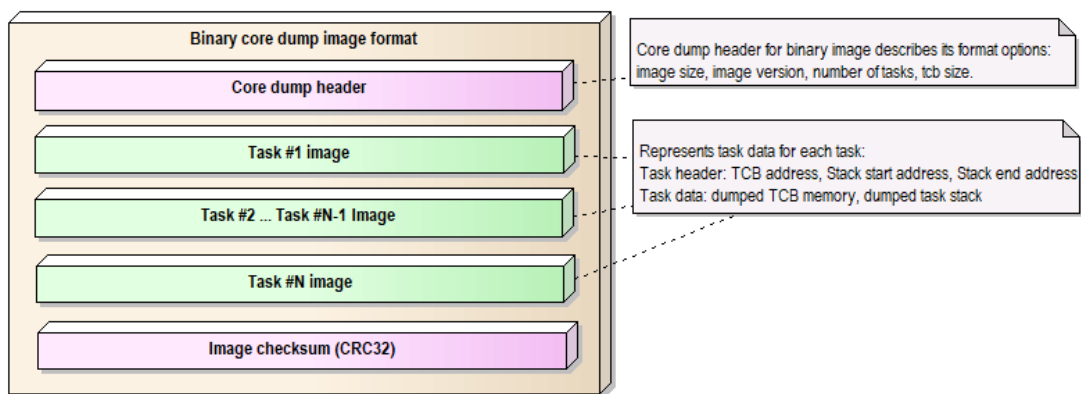 Binary core dump image format
Core dump header
Task #1 image
Task #2 ... Task #N-1 Image
Task #N image
Image checksum (CRC32)
Core dump header for binary image describes its format options:
image size, image version, number of tasks, tcb size.
Represents task data for each task:
Task header: TCB address, Stack start address, Stack end address
Task data: dumped TCB memory, dumped task stack